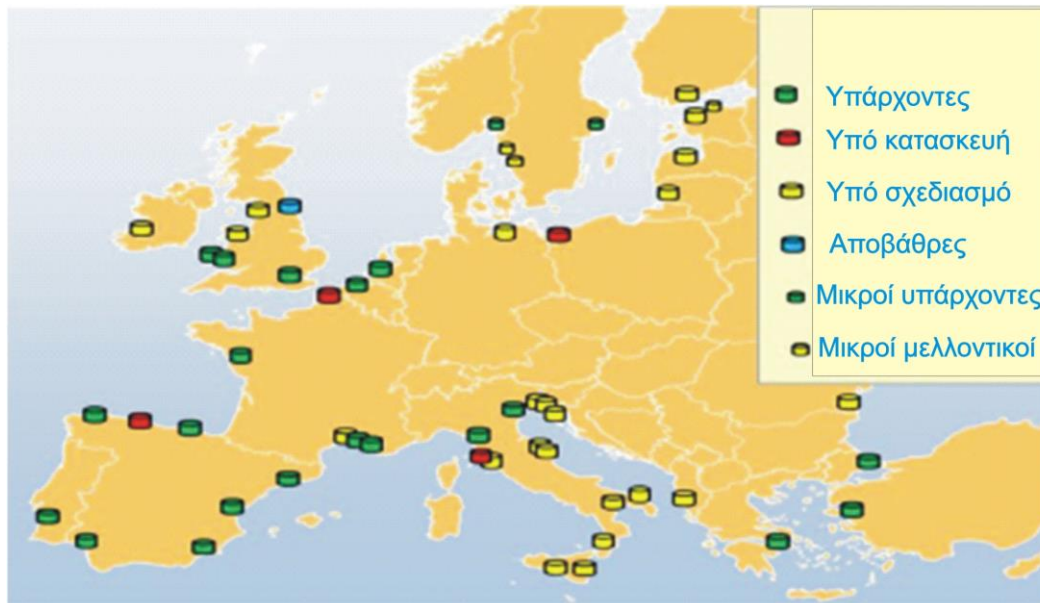 Υπάρχοντες
Υπό κατασκευή
Υπό σχεδιασμό
Αποβάθρες
Μικροί υπάρχοντες
Μικροί μελλοντικοί